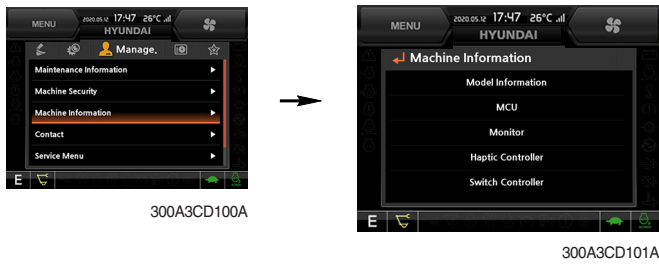 MENU
2020.05.12 17:47 26°C .ıl
HYUNDAI
Manage.
Maintenance Information
Machine Security
Machine Information
Contact
Service Menu
E
300A3CD100A
MENU
2020.05.12 17:47 26°C .ıl
HYUNDAI
Machine Information
Model Information
MCU
Monitor
Haptic Controller
Switch Controller
E
300A3CD101A